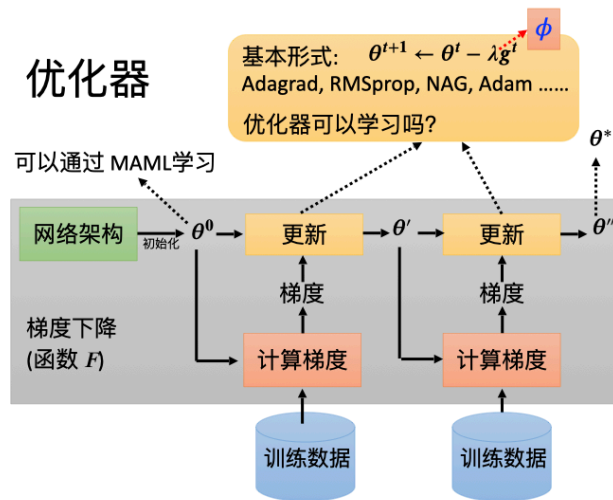 ϕ
优化器
基本形式: θ^{t+1} ← θ^t − λg^t
Adagrad, RMSprop, NAG, Adam ……
优化器可以学习吗?
可以通过 MAML学习
θ*
网络架构
初始化
θ^0
更新
θ′
更新
θ″
梯度
梯度
梯度下降
(函数 F)
计算梯度
计算梯度
训练数据
训练数据